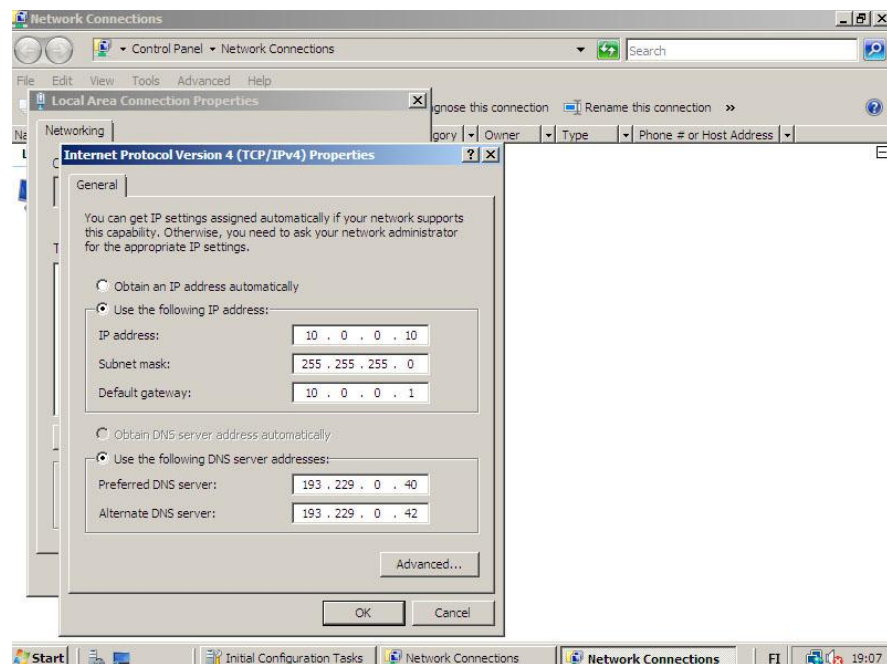 Network Connections
Control Panel Network Connections
Search
File Edit View Tools Advanced Help
Local Area Connection Properties
gnose this connection Rename this connection »
Networking
Na
gory Owner Type Phone # or Host Address
Internet Protocol Version 4 (TCP/IPv4) Properties
General
You can get IP settings assigned automatically if your network supports
this capability. Otherwise, you need to ask your network administrator
for the appropriate IP settings.
Obtain an IP address automatically
Use the following IP address:
IP address: 10 . 0 . 0 . 10
Subnet mask: 255 . 255 . 255 . 0
Default gateway: 10 . 0 . 0 . 1
Obtain DNS server address automatically
Use the following DNS server addresses:
Preferred DNS server: 193 . 229 . 0 . 40
Alternate DNS server: 193 . 229 . 0 . 42
Advanced...
OK Cancel
Start Initial Configuration Tasks Network Connections Network Connections FI 19:07